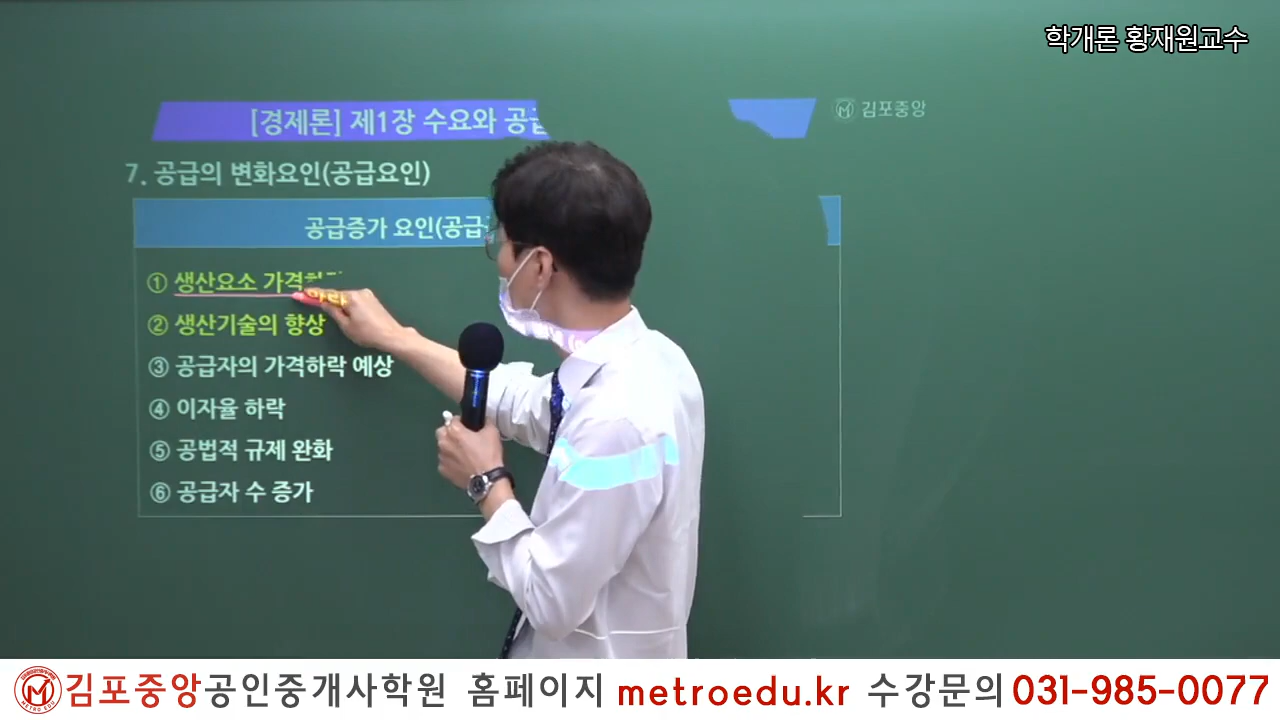 학개론 황재원교수
[경제론] 제1장 수요와
김포중앙
7. 공급의 변화요인(공급요인)
공급증가 요인(공급
① 생산요소 가격하락
② 생산기술의 향상
③ 공급자의 가격하락 예상
④ 이자율 하락
⑤ 공법적 규제 완화
⑥ 공급자 수 증가
김포중앙공인중개사학원 홈페이지 metroedu.kr 수강문의 031-985-0077